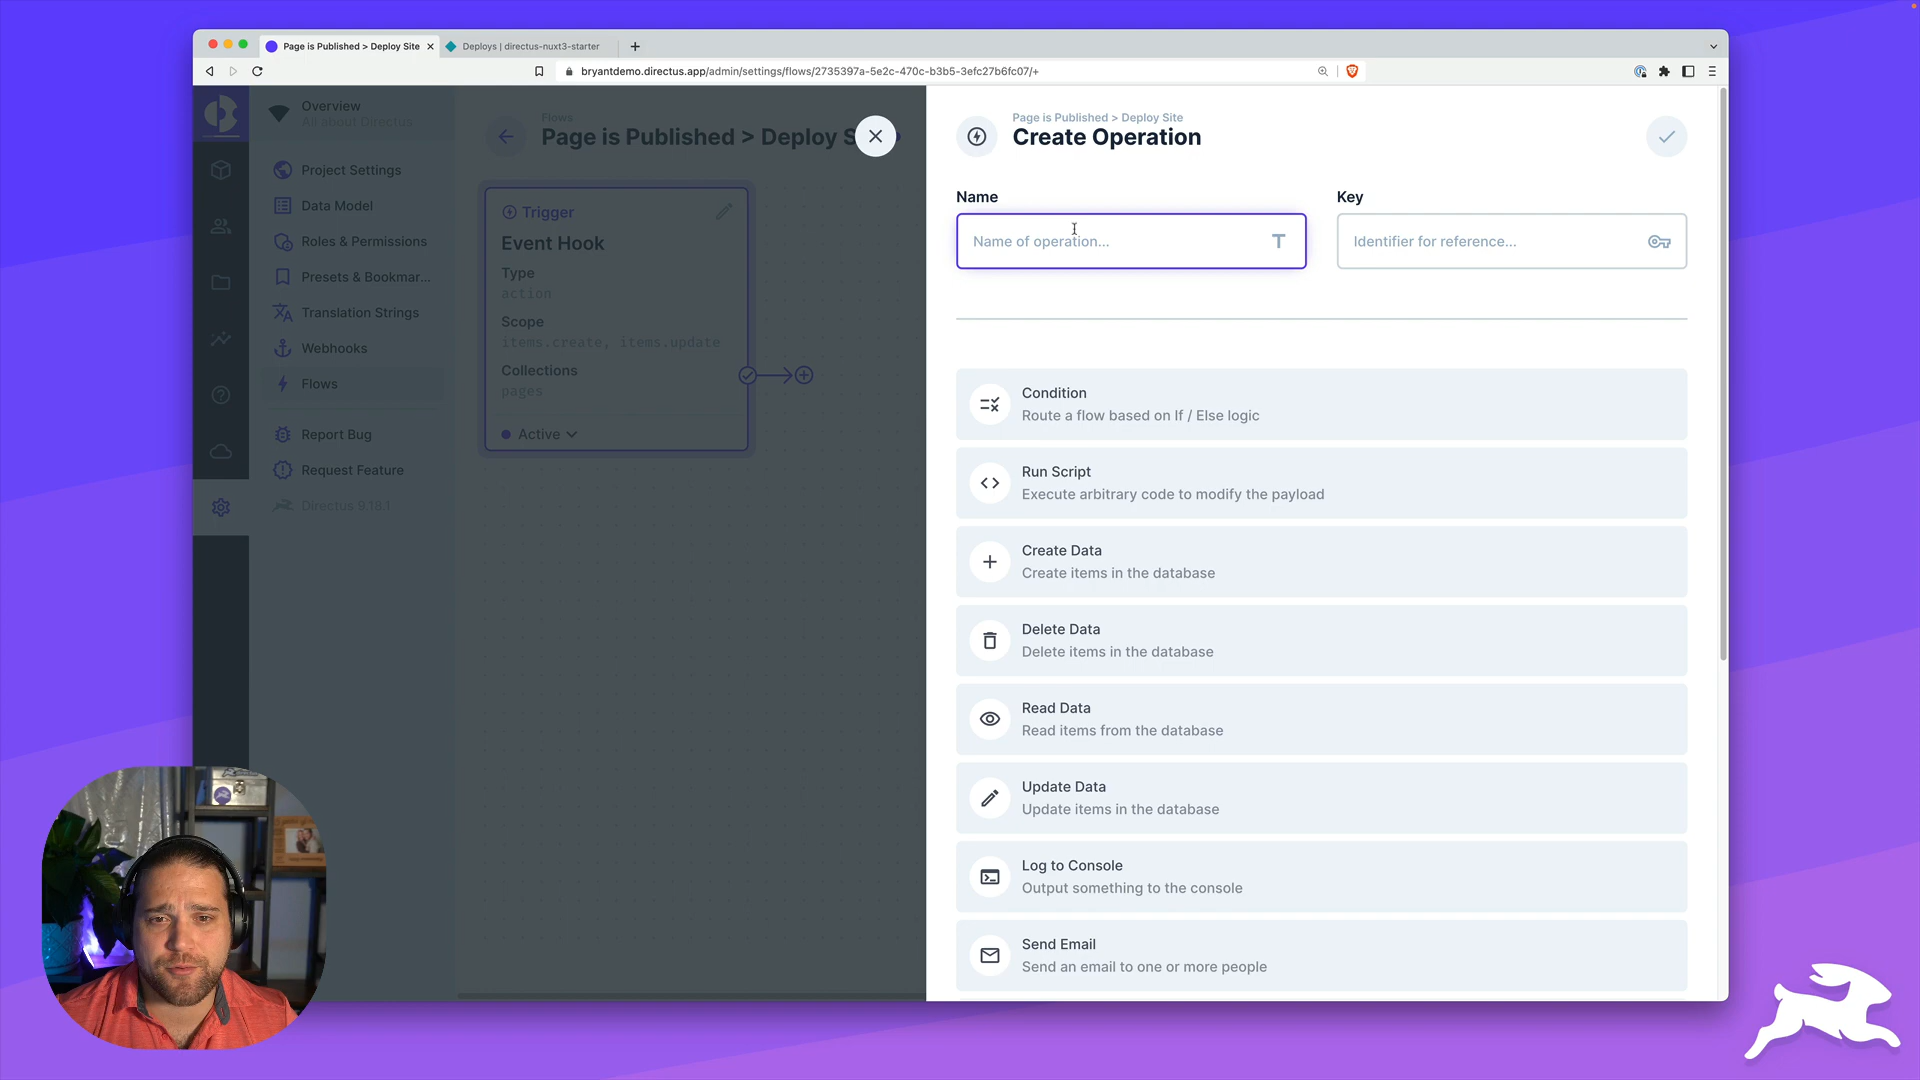 Page is Published > Deploy Site
Deploys | directus-nuxt3-starter
bryantdemo.directus.app/admin/settings/flows/2735397a-5e2c-470c-b3b5-3efc27b6fc07/+
Overview
All about Directus
Project Settings
Data Model
Roles & Permissions
Presets & Bookmar...
Translation Strings
Webhooks
Flows
Report Bug
Request Feature
Directus 9.18.1
Flows
Page is Published > Deploy S
Trigger
Event Hook
Type
action
Scope
items.create, items.update
Collections
pages
Active
Page is Published > Deploy Site
Create Operation
Name
Key
Name of operation...
Identifier for reference...
Condition
Route a flow based on If / Else logic
Run Script
Execute arbitrary code to modify the payload
Create Data
Create items in the database
Delete Data
Delete items in the database
Read Data
Read items from the database
Update Data
Update items in the database
Log to Console
Output something to the console
Send Email
Send an email to one or more people